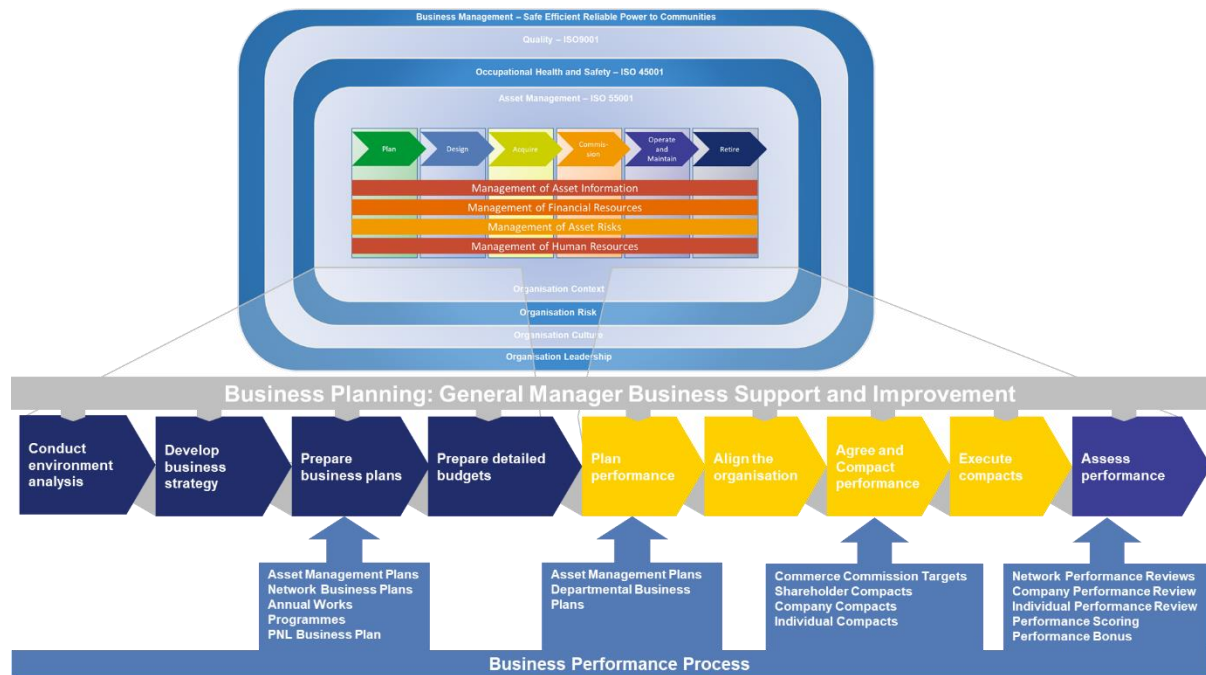 Business Management – Safe Efficient Reliable Power to Communities
Quality – ISO9001
Occupational Health and Safety – ISO 45001
Asset Management – ISO 55001
Plan
Design
Acquire
Commis-
sion
Operate
and
Maintain
Retire
Management of Asset Information
Management of Financial Resources
Management of Asset Risks
Management of Human Resources
Organisation Context
Organisation Risk
Organisation Culture
Organisation Leadership
Business Planning: General Manager Business Support and Improvement
Conduct
environment
analysis
Develop
business
strategy
Prepare
business plans
Prepare detailed
budgets
Plan
performance
Align the
organisation
Agree and
Compact
performance
Execute
compacts
Assess
performance
Asset Management Plans
Network Business Plans
Annual Works
Programmes
PNL Business Plan
Asset Management Plans
Departmental Business
Plans
Commerce Commission Targets
Shareholder Compacts
Company Compacts
Individual Compacts
Network Performance Reviews
Company Performance Review
Individual Performance Review
Performance Scoring
Performance Bonus
Business Performance Process